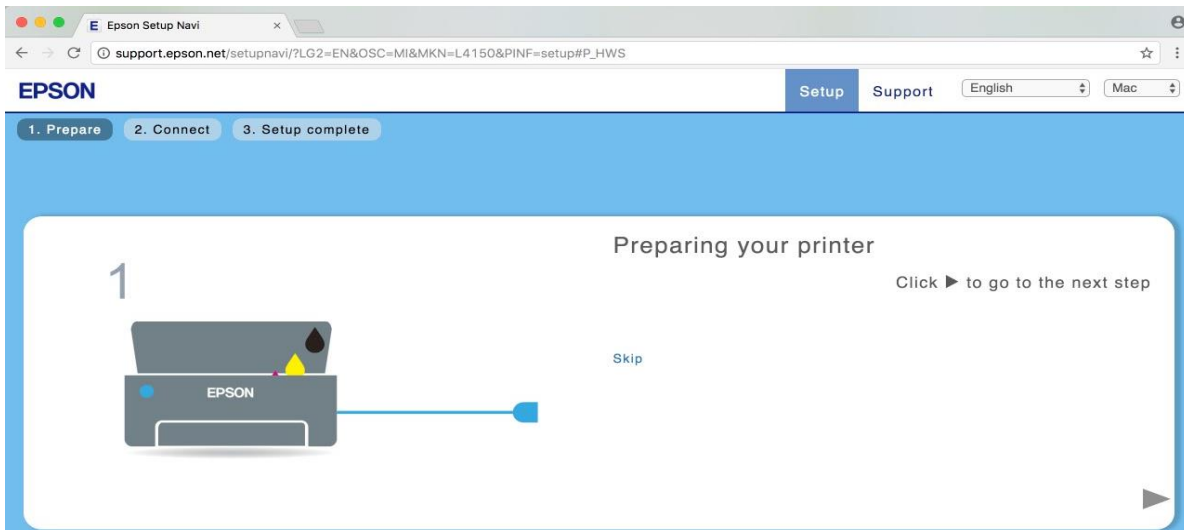 E Epson Setup Navi
support.epson.net/setupnavi/?LG2=EN&OSC=MI&MKN=L4150&PINF=setup#P_HWS
EPSON Setup Support English Mac
1. Prepare 2. Connect 3. Setup complete
Preparing your printer
1
Click ▶ to go to the next step
Skip
EPSON